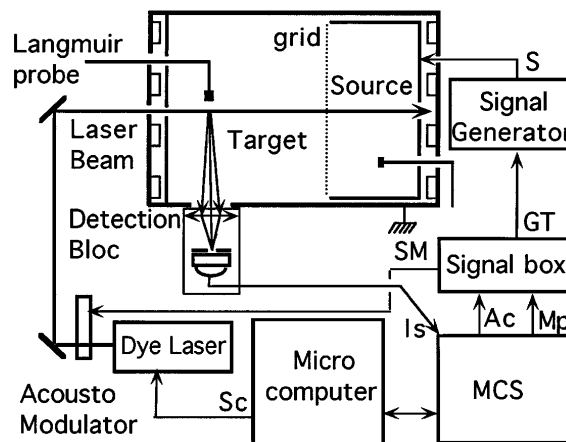 Langmuir
probe
grid
Source
S
Signal
Generator
Laser
Beam
Target
Detection
Bloc
GT
SM
Signal box
Is
Ac
Mp
Dye Laser
Micro
computer
MCS
Acousto
Modulator
Sc